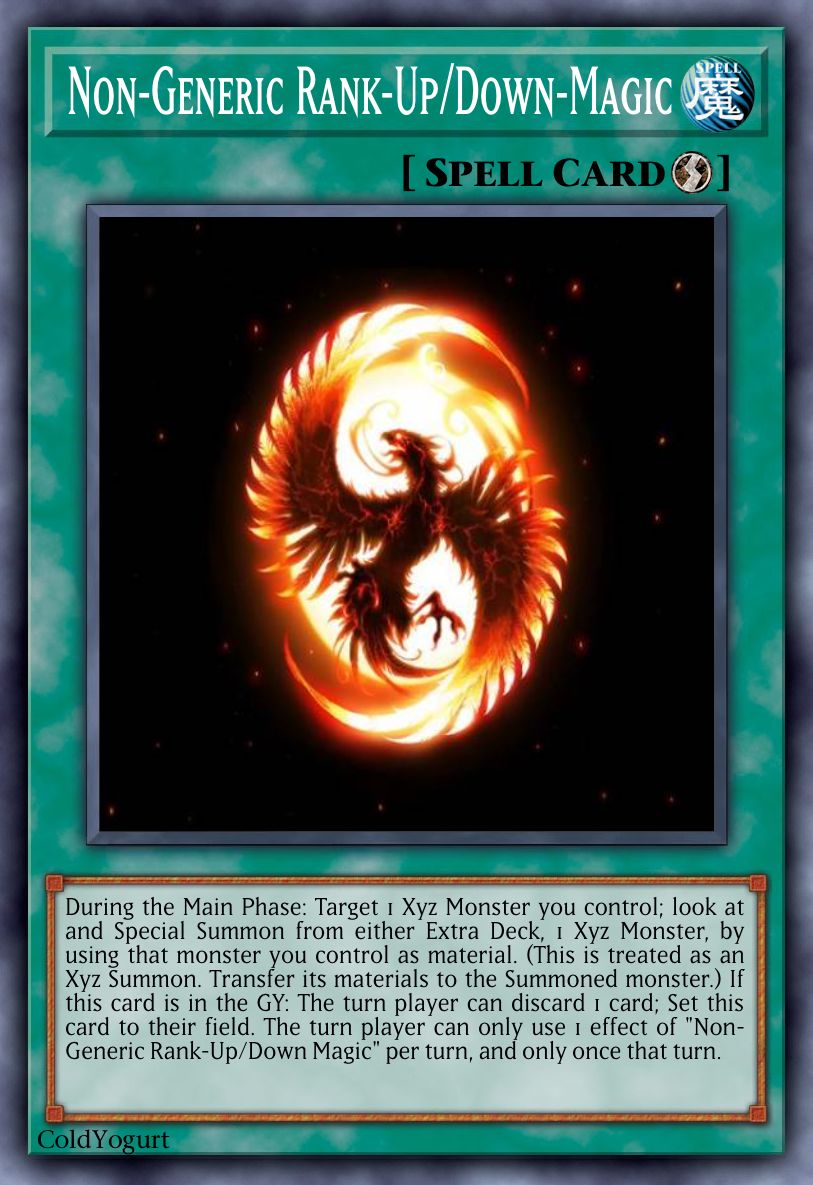 Non-Generic Rank-Up/Down-Magic
SPELL
魔
[ Spell Card ]
During the Main Phase: Target 1 Xyz Monster you control; look at
and Special Summon from either Extra Deck, 1 Xyz Monster, by
using that monster you control as material. (This is treated as an
Xyz Summon. Transfer its materials to the Summoned monster.) If
this card is in the GY: The turn player can discard 1 card; Set this
card to their field. The turn player can only use 1 effect of "Non-
Generic Rank-Up/Down Magic" per turn, and only once that turn.
ColdYogurt